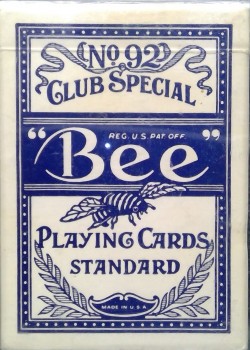 No. 92
CLUB SPECIAL
REG. U.S. PAT. OFF.
"Bee"
PLAYING CARDS
STANDARD
MADE IN U.S.A.